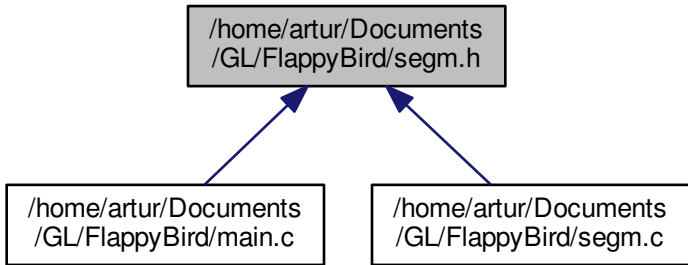 /home/artur/Documents
/GL/FlappyBird/segm.h
/home/artur/Documents
/GL/FlappyBird/main.c
/home/artur/Documents
/GL/FlappyBird/segm.c